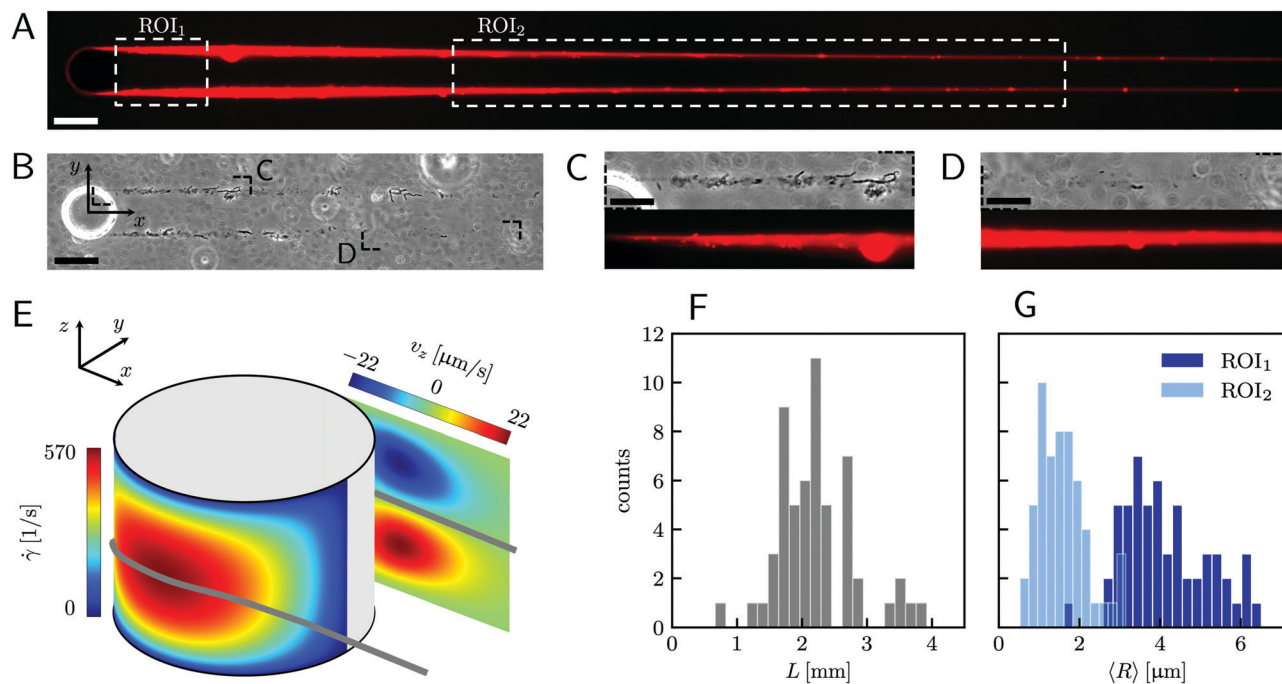 A
ROI₁
ROI₂
B
y
x
C
D
C
D
E
z
y
x
v_z [μm/s]
−22
0
22
570
γ̇ [1/s]
0
F
12
10
8
6
4
2
0
counts
0
1
2
3
4
L [mm]
G
ROI₁
ROI₂
0
2
4
6
⟨R⟩ [μm]